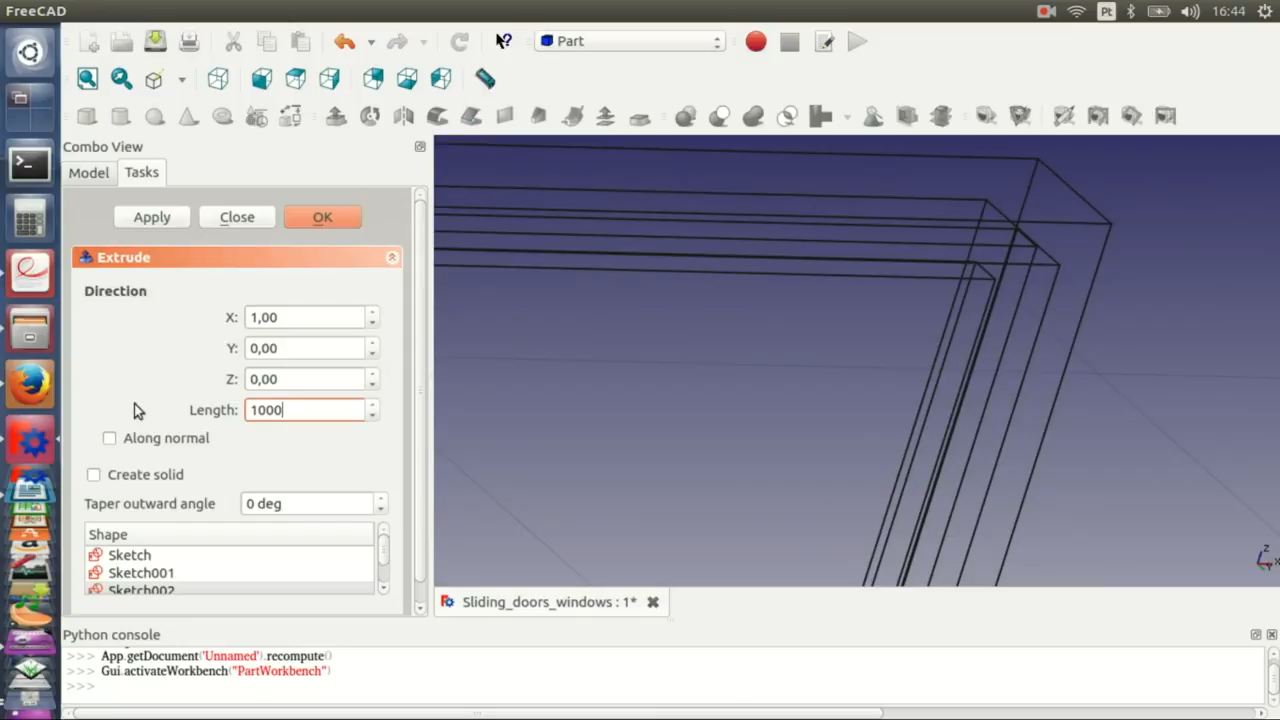 FreeCAD
Pt
16:44
Part
Combo View
Model
Tasks
Apply
Close
OK
Extrude
Direction
X: 1,00
Y: 0,00
Z: 0,00
Length: 1000
Along normal
Create solid
Taper outward angle 0 deg
Shape
Sketch
Sketch001
Sketch002
Z
X
Sliding_doors_windows : 1*
Python console
>>> App.getDocument('Unnamed').recompute()
>>> Gui.activateWorkbench("PartWorkbench")
>>>